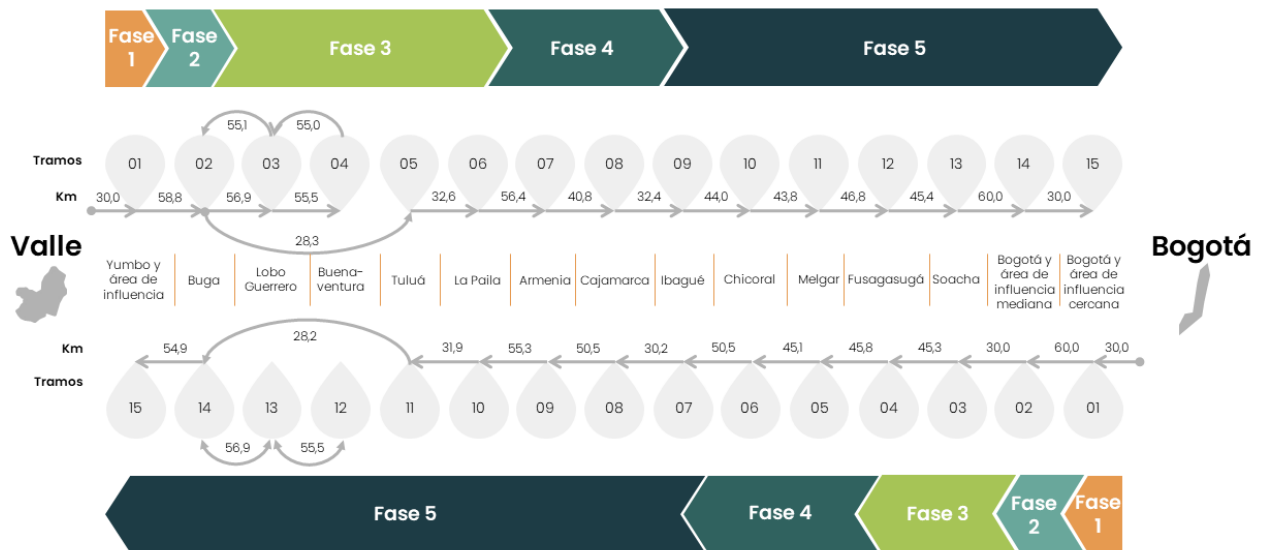 Fase
1
Fase
2
Fase 3
Fase 4
Fase 5
55,1
55,0
Tramos
01
02
03
04
05
06
07
08
09
10
11
12
13
14
15
Km
30,0
58,8
56,9
55,5
32,6
56,4
40,8
32,4
44,0
43,8
46,8
45,4
60,0
30,0
28,3
Valle
Bogotá
Yumbo y
área de
influencia
Buga
Lobo
Guerrero
Buena-
ventura
Tuluá
La Paila
Armenia
Cajamarca
Ibagué
Chicoral
Melgar
Fusagasugá
Soacha
Bogotá y
área de
influencia
mediana
Bogotá y
área de
influencia
cercana
Km
54,9
28,2
31,9
55,3
50,5
30,2
50,5
45,1
45,8
45,3
30,0
60,0
30,0
Tramos
15
14
13
12
11
10
09
08
07
06
05
04
03
02
01
56,9
55,5
Fase 5
Fase 4
Fase 3
Fase
2
Fase
1